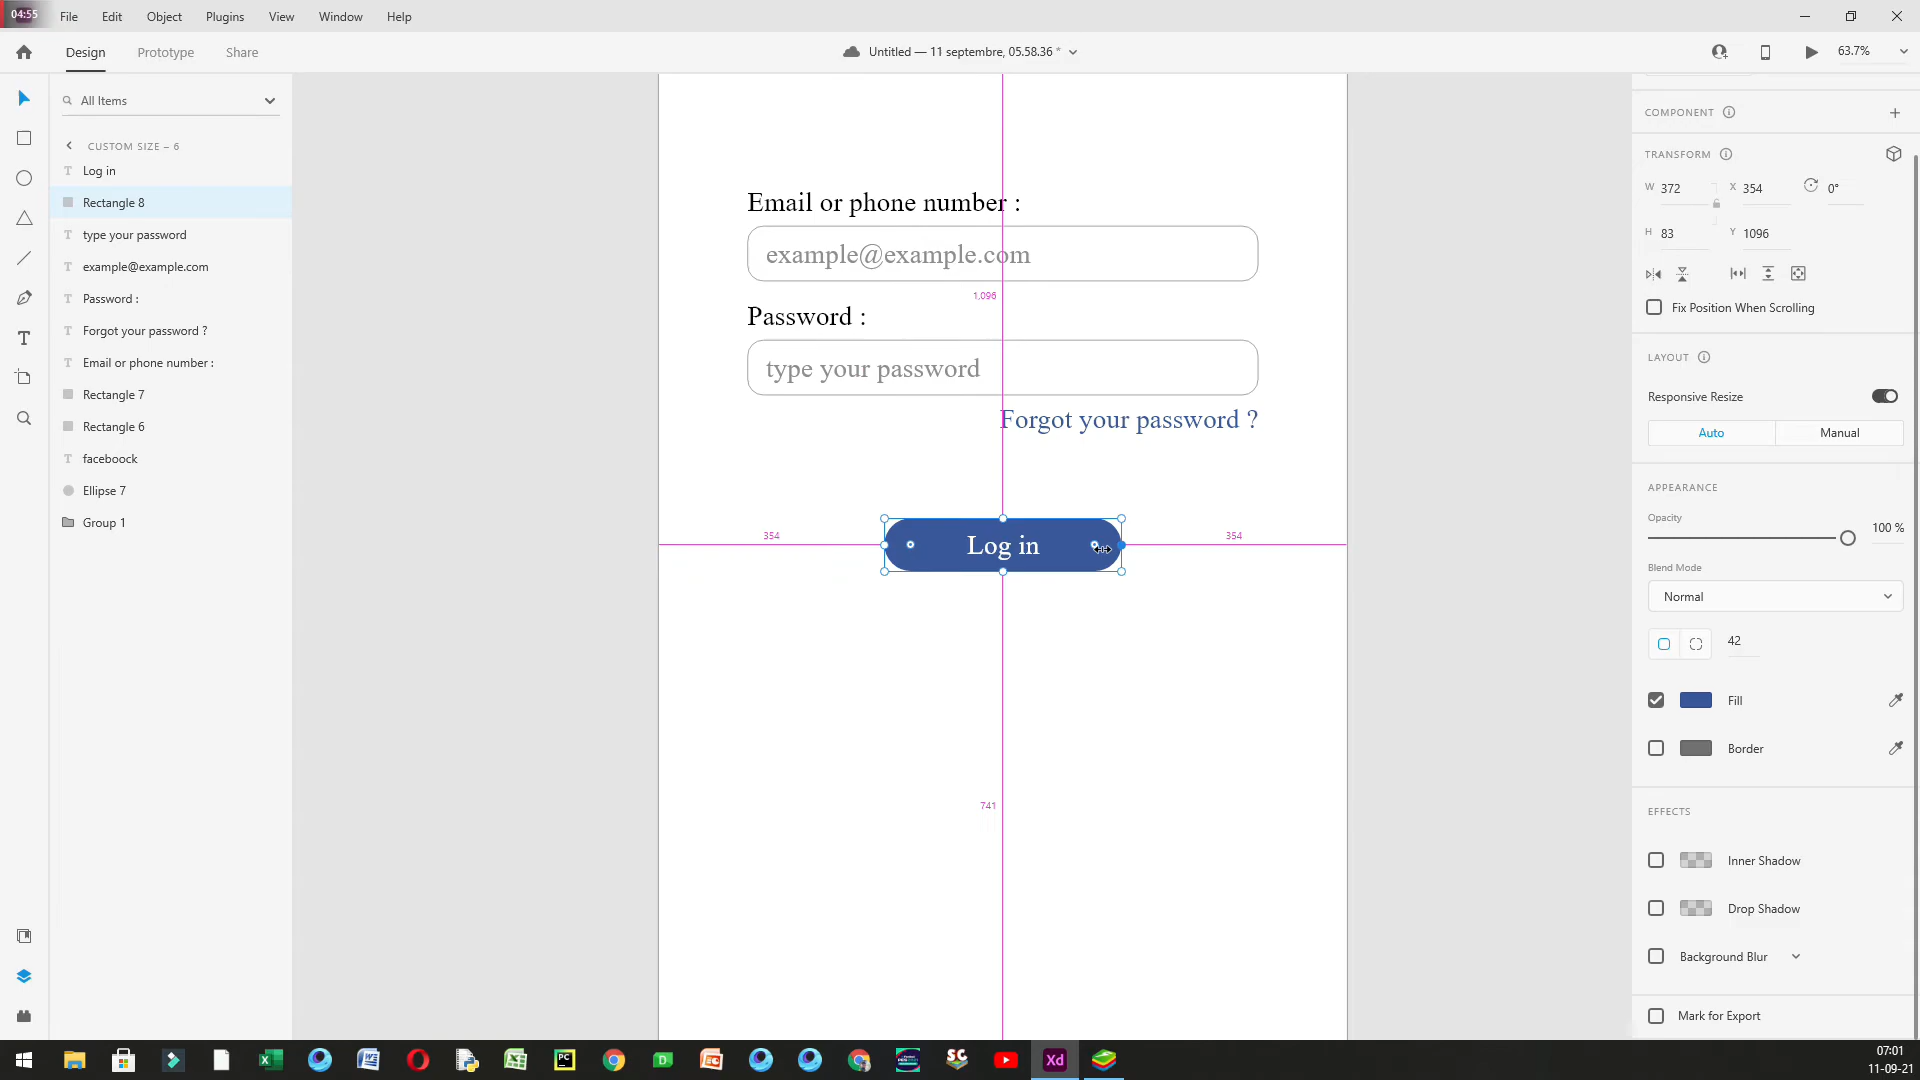 04:55
File Edit Object Plugins View Window Help
Design Prototype Share
Untitled — 11 septembre, 05.58.36 *
63.7%
All Items
CUSTOM SIZE – 6
Log in
Rectangle 8
type your password
example@example.com
Password :
Forgot your password ?
Email or phone number :
Rectangle 7
Rectangle 6
faceboock
Ellipse 7
Group 1
Email or phone number :
example@example.com
1,096
Password :
type your password
Forgot your password ?
354
Log in
354
741
COMPONENT
TRANSFORM
W 372 X 354 0°
H 83 Y 1096
Fix Position When Scrolling
LAYOUT
Responsive Resize
Auto Manual
APPEARANCE
Opacity
100 %
Blend Mode
Normal
42
Fill
Border
EFFECTS
Inner Shadow
Drop Shadow
Background Blur
Mark for Export
Xd
07:01
11-09-21